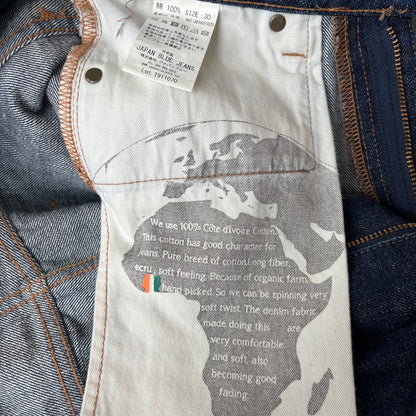 綿 100% SIZE:30
JAPAN BLUE JEANS
Lot. T911070
We use 100% Côte d'Ivoire Cotton.
This cotton has good character for
jeans. Pure breed of cotton.Long fiber,
ecru, soft feeling. Because of organic farm,
hand picked. So we can be spinning very
soft twist. The denim fabric
made doing this are
very comfortable
and soft, also
becoming good
fading.